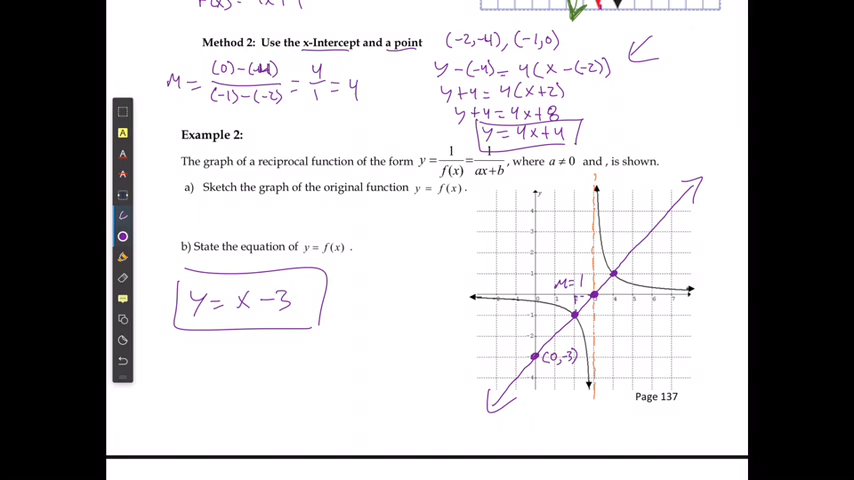 Method 2: Use the x-Intercept and a point
(-2,-4), (-1,0)
M = (0)-(-4) / (-1)-(-2) = 4/1 = 4
y-(-4) = 4(x-(-2))
y+4 = 4(x+2)
y+4 = 4x+8
y = 4x+4
Example 2:
The graph of a reciprocal function of the form y = 1/f(x) = 1/ax+b, where a ≠ 0 and , is shown.
a) Sketch the graph of the original function y = f(x).
b) State the equation of y = f(x).
y = x - 3
M=1
(0,-3)
Page 137